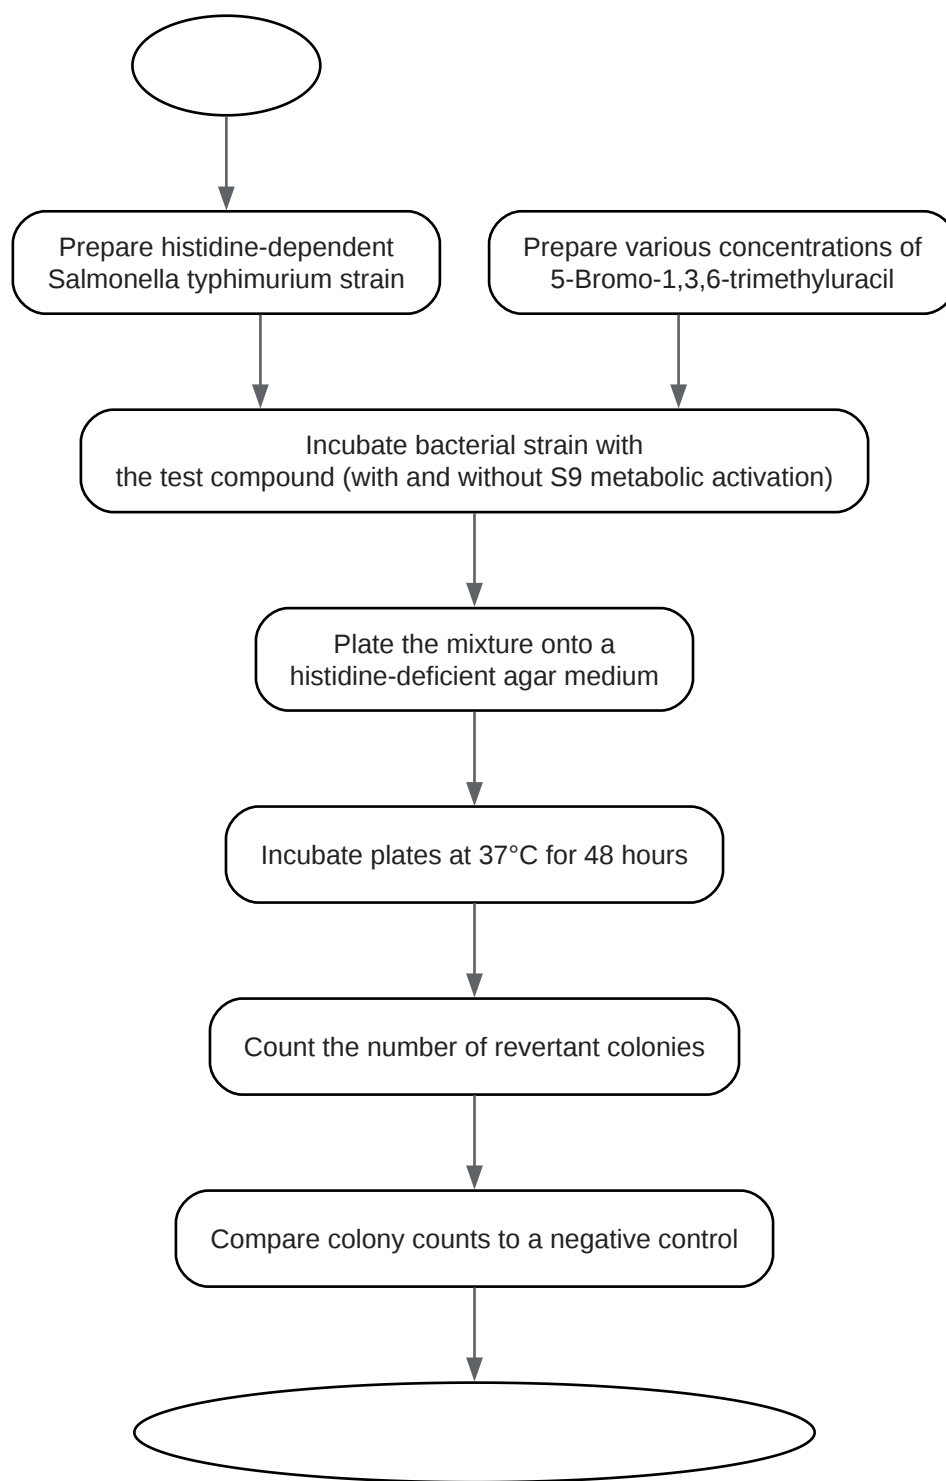 Prepare histidine-dependent
Salmonella typhimurium strain
Prepare various concentrations of
5-Bromo-1,3,6-trimethyluracil
Incubate bacterial strain with
the test compound (with and without S9 metabolic activation)
Plate the mixture onto a
histidine-deficient agar medium
Incubate plates at 37°C for 48 hours
Count the number of revertant colonies
Compare colony counts to a negative control